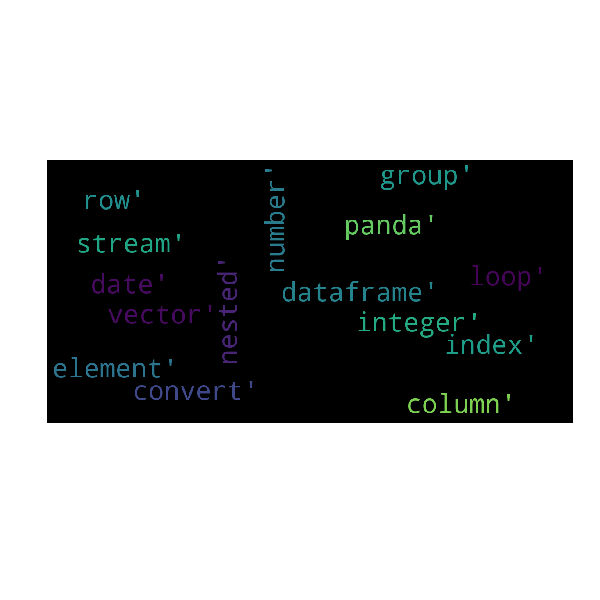 group'
row'
number'
panda'
stream'
loop'
date'
dataframe'
vector'
nested'
integer'
index'
element'
convert'
column'